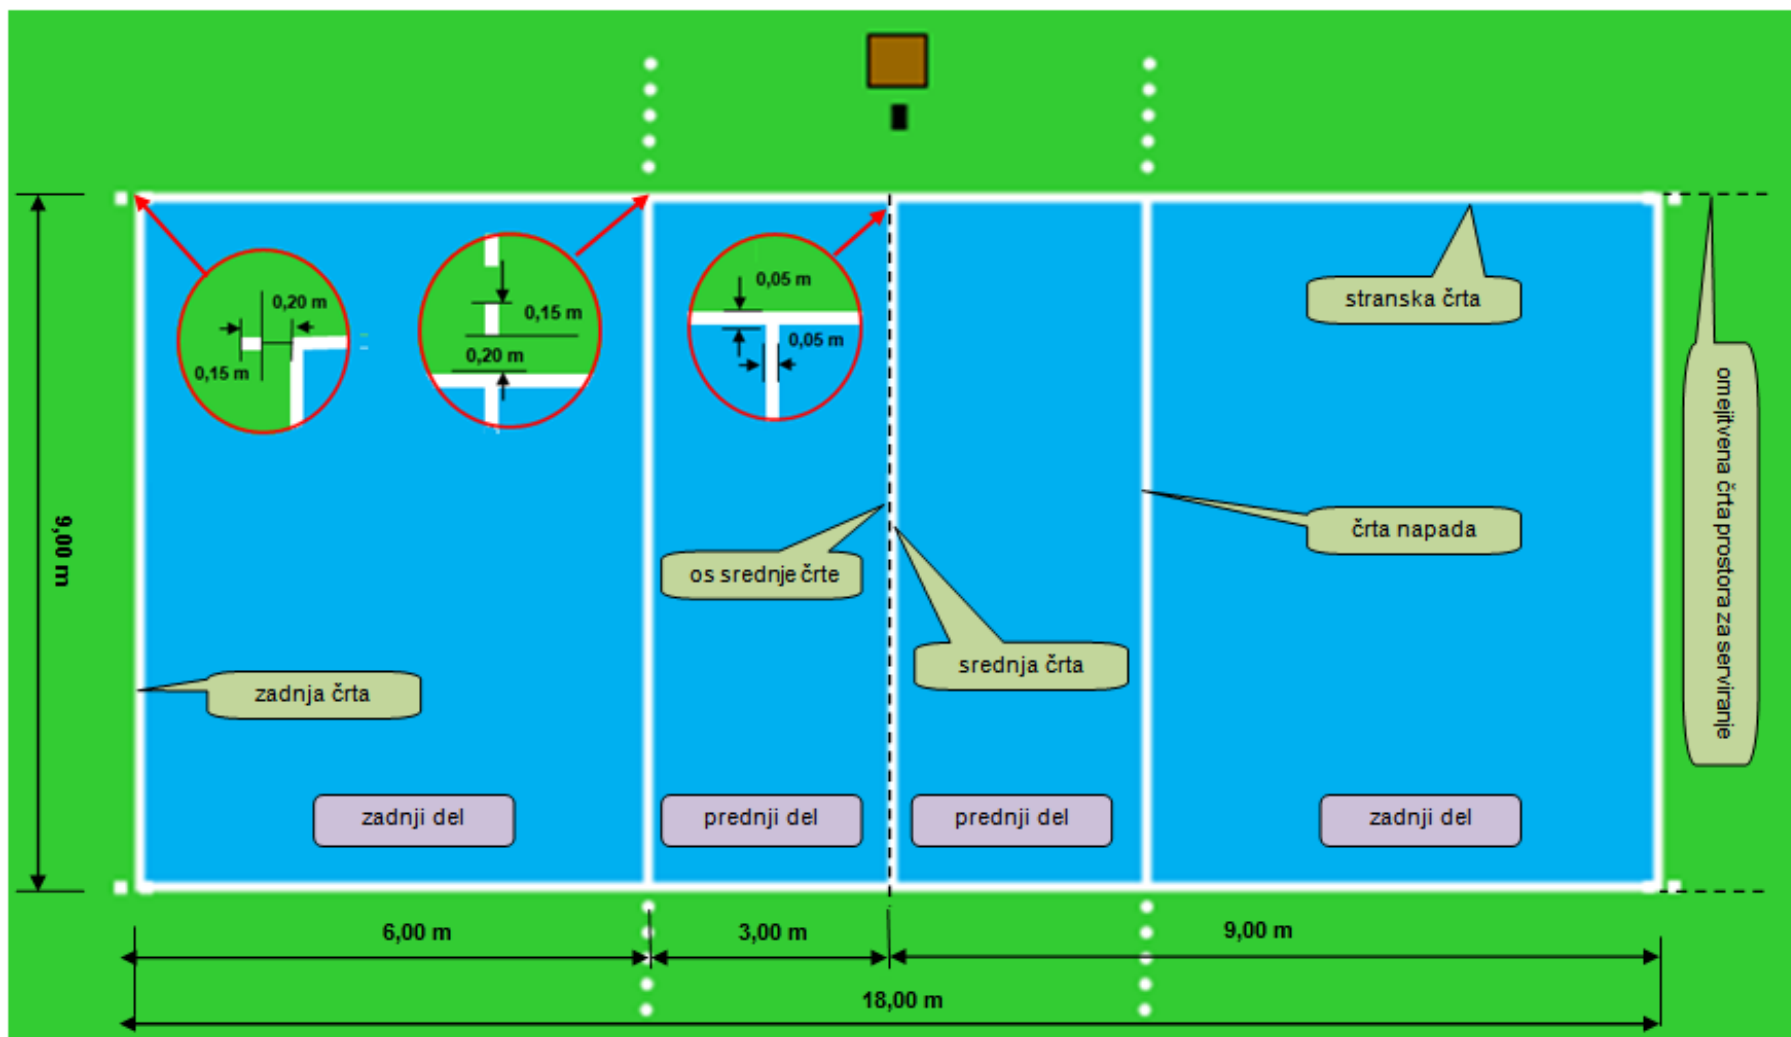 0,20 m
0,15 m
0,15 m
0,20 m
0,05 m
0,05 m
stranska črta
omejitvena črta prostora za serviranje
črta napada
os srednje črte
srednja črta
zadnja črta
9,00 m
zadnji del
prednji del
prednji del
zadnji del
6,00 m
3,00 m
9,00 m
18,00 m